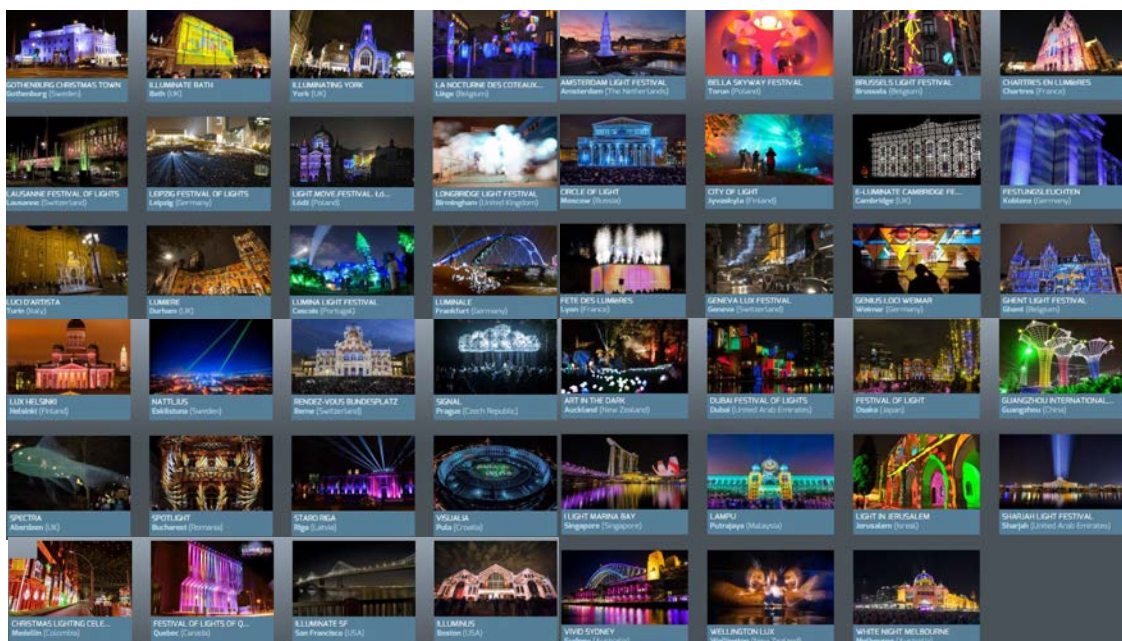 GOTHENBURG CHRISTMAS TOWN
Gothenburg (Sweden)
ILLUMINATE BATH
Bath (UK)
ILLUMINATING YORK
York (UK)
LA NOCTURNE DES COTEAUX...
Liège (Belgium)
AMSTERDAM LIGHT FESTIVAL
Amsterdam (The Netherlands)
BELLA SKYWAY FESTIVAL
Torun (Poland)
BRUSSELS LIGHT FESTIVAL
Brussels (Belgium)
CHARTRES EN LUMIèRES
Chartres (France)
LAUSANNE FESTIVAL OF LIGHTS
Lausanne (Switzerland)
LEIPZIG FESTIVAL OF LIGHTS
Leipzig (Germany)
LIGHT.MOVE.FESTIVAL. Łó...
Łódź (Poland)
LONGBRIDGE LIGHT FESTIVAL
Birmingham (United Kingdom)
CIRCLE OF LIGHT
Moscow (Russia)
CITY OF LIGHT
Jyvaskyla (Finland)
E-LUMINATE CAMBRIDGE FE...
Cambridge (UK)
FESTUNGSLEUCHTEN
Koblenz (Germany)
LUCI D'ARTISTA
Turin (Italy)
LUMIERE
Durham (UK)
LUMINA LIGHT FESTIVAL
Cascais (Portugal)
LUMINALE
Frankfurt (Germany)
FETE DES LUMIèRES
Lyon (France)
GENEVA LUX FESTIVAL
Geneva (Switzerland)
GENIUS LOCI WEIMAR
Weimar (Germany)
GHENT LIGHT FESTIVAL
Ghent (Belgium)
LUX HELSINKI
Helsinki (Finland)
NATTLJUS
Eskilstuna (Sweden)
RENDEZ-VOUS BUNDESPLATZ
Berne (Switzerland)
SIGNAL
Prague (Czech Republic)
ART IN THE DARK
Auckland (New Zealand)
DUBAI FESTIVAL OF LIGHTS
Dubai (United Arab Emirates)
FESTIVAL OF LIGHT
Osaka (Japan)
GUANGZHOU INTERNATIONAL...
Guangzhou (China)
SPECTRA
Aberdeen (UK)
SPOTLIGHT
Bucharest (Romania)
STARO RIGA
Riga (Latvia)
VISUALIA
Pula (Croatia)
I LIGHT MARINA BAY
Singapore (Singapore)
LAMPU
Putrajaya (Malaysia)
LIGHT IN JERUSALEM
Jerusalem (Israel)
SHARJAH LIGHT FESTIVAL
Sharjah (United Arab Emirates)
CHRISTMAS LIGHTING CELE...
Medellin (Colombia)
FESTIVAL OF LIGHTS OF Q...
Quebec (Canada)
ILLUMINATE SF
San Francisco (USA)
ILLUMINUS
Boston (USA)
VIVID SYDNEY
Sydney (Australia)
WELLINGTON LUX
Wellington (New Zealand)
WHITE NIGHT MELBOURNE
Melbourne (Australia)